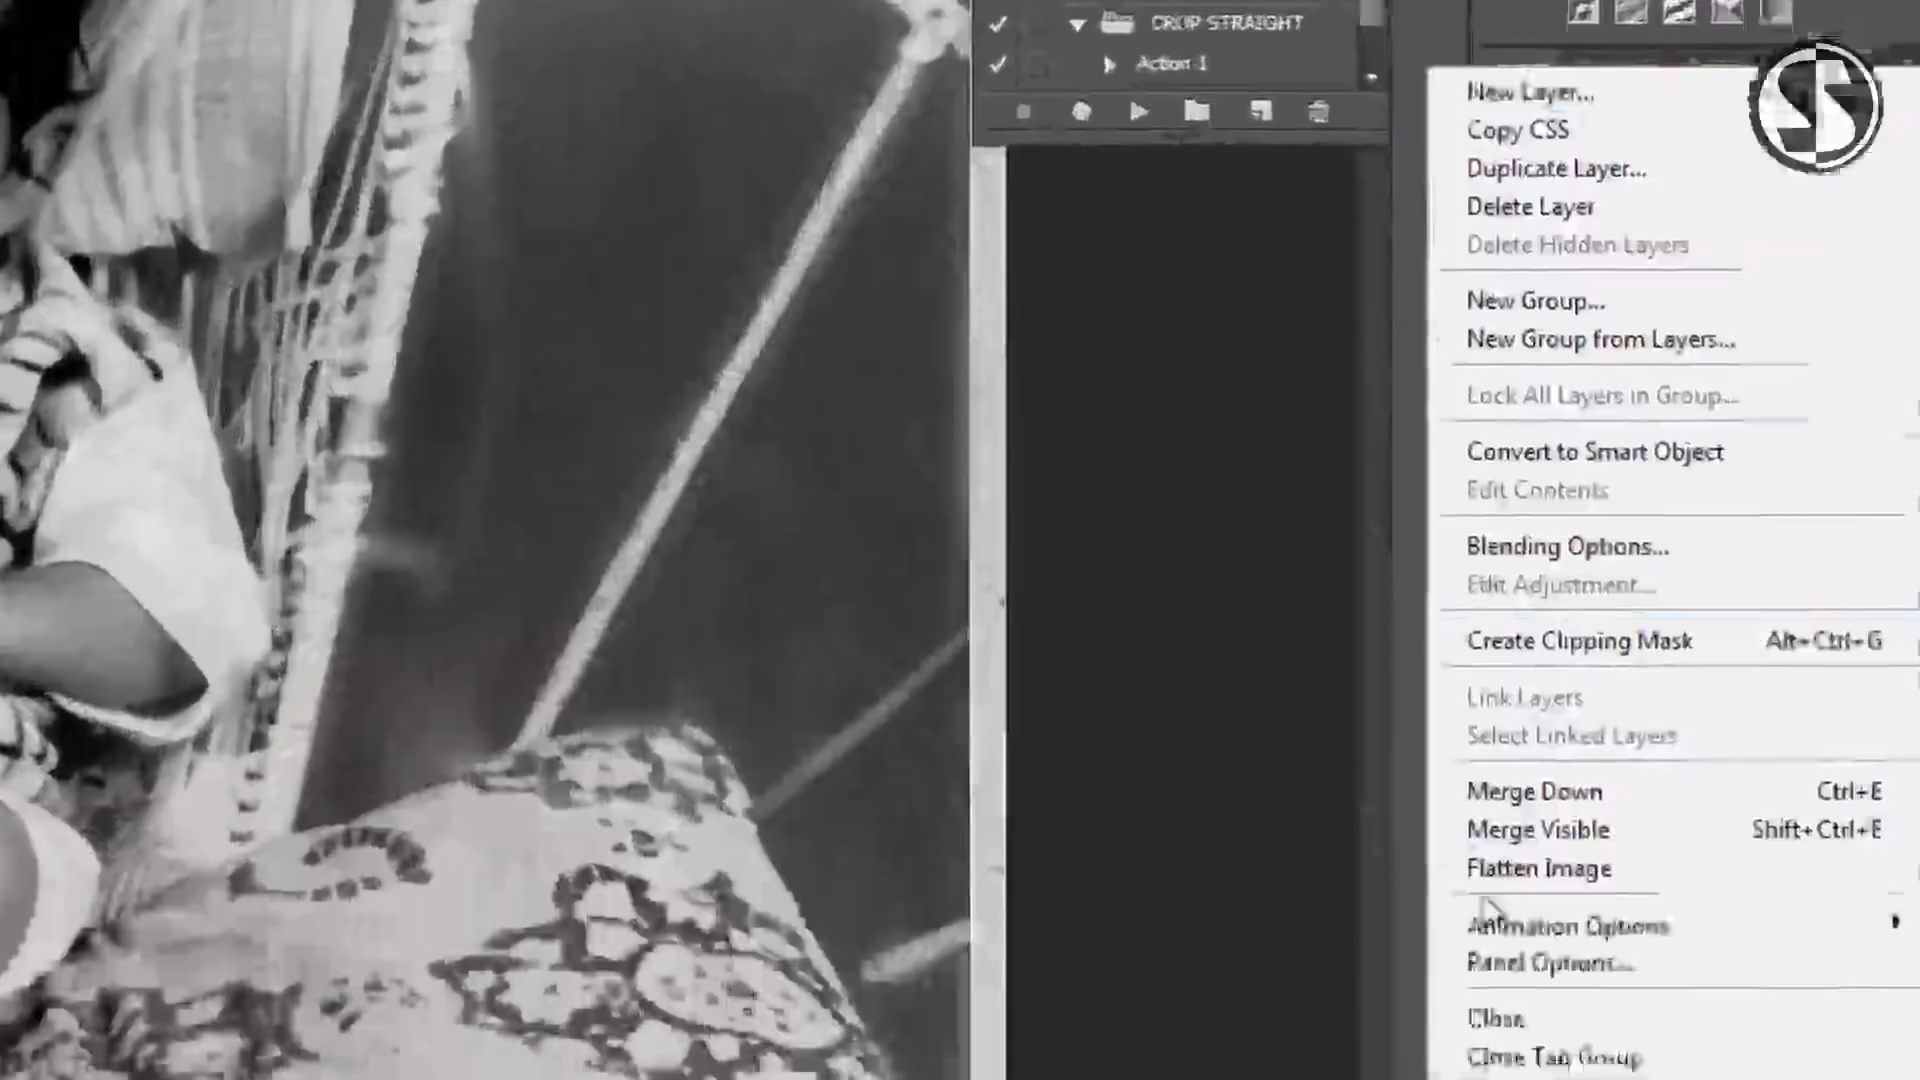 CROP STRAIGHT
Action 1
New Layer...
Copy CSS
Duplicate Layer...
Delete Layer
Delete Hidden Layers
New Group...
New Group from Layers...
Lock All Layers in Group...
Convert to Smart Object
Edit Contents
Blending Options...
Edit Adjustment...
Create Clipping Mask Alt+Ctrl+G
Link Layers
Select Linked Layers
Merge Down Ctrl+E
Merge Visible Shift+Ctrl+E
Flatten Image
Animation Options
Panel Options...
Close
Close Tab Group